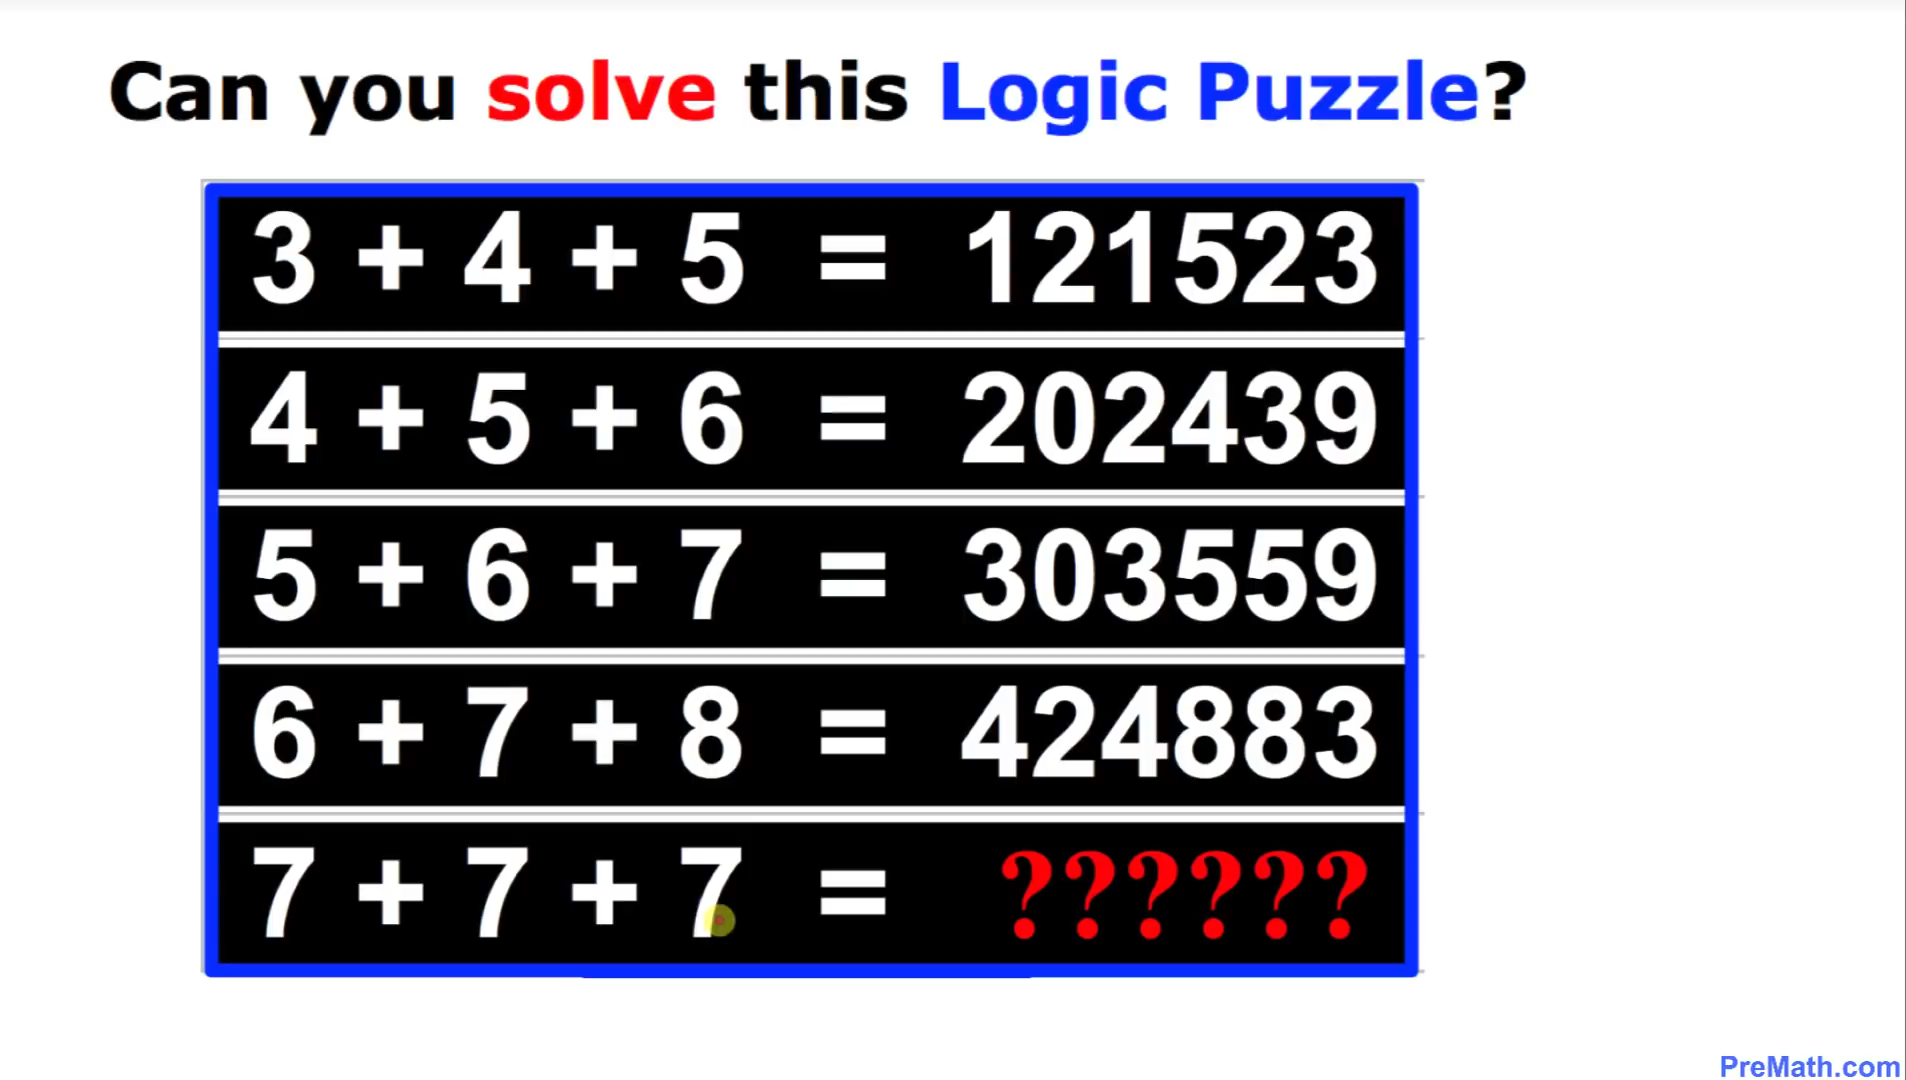 Can you solve this Logic Puzzle?
3 + 4 + 5 = 121523
4 + 5 + 6 = 202439
5 + 6 + 7 = 303559
6 + 7 + 8 = 424883
7 + 7 + 7 = ??????
PreMath.com